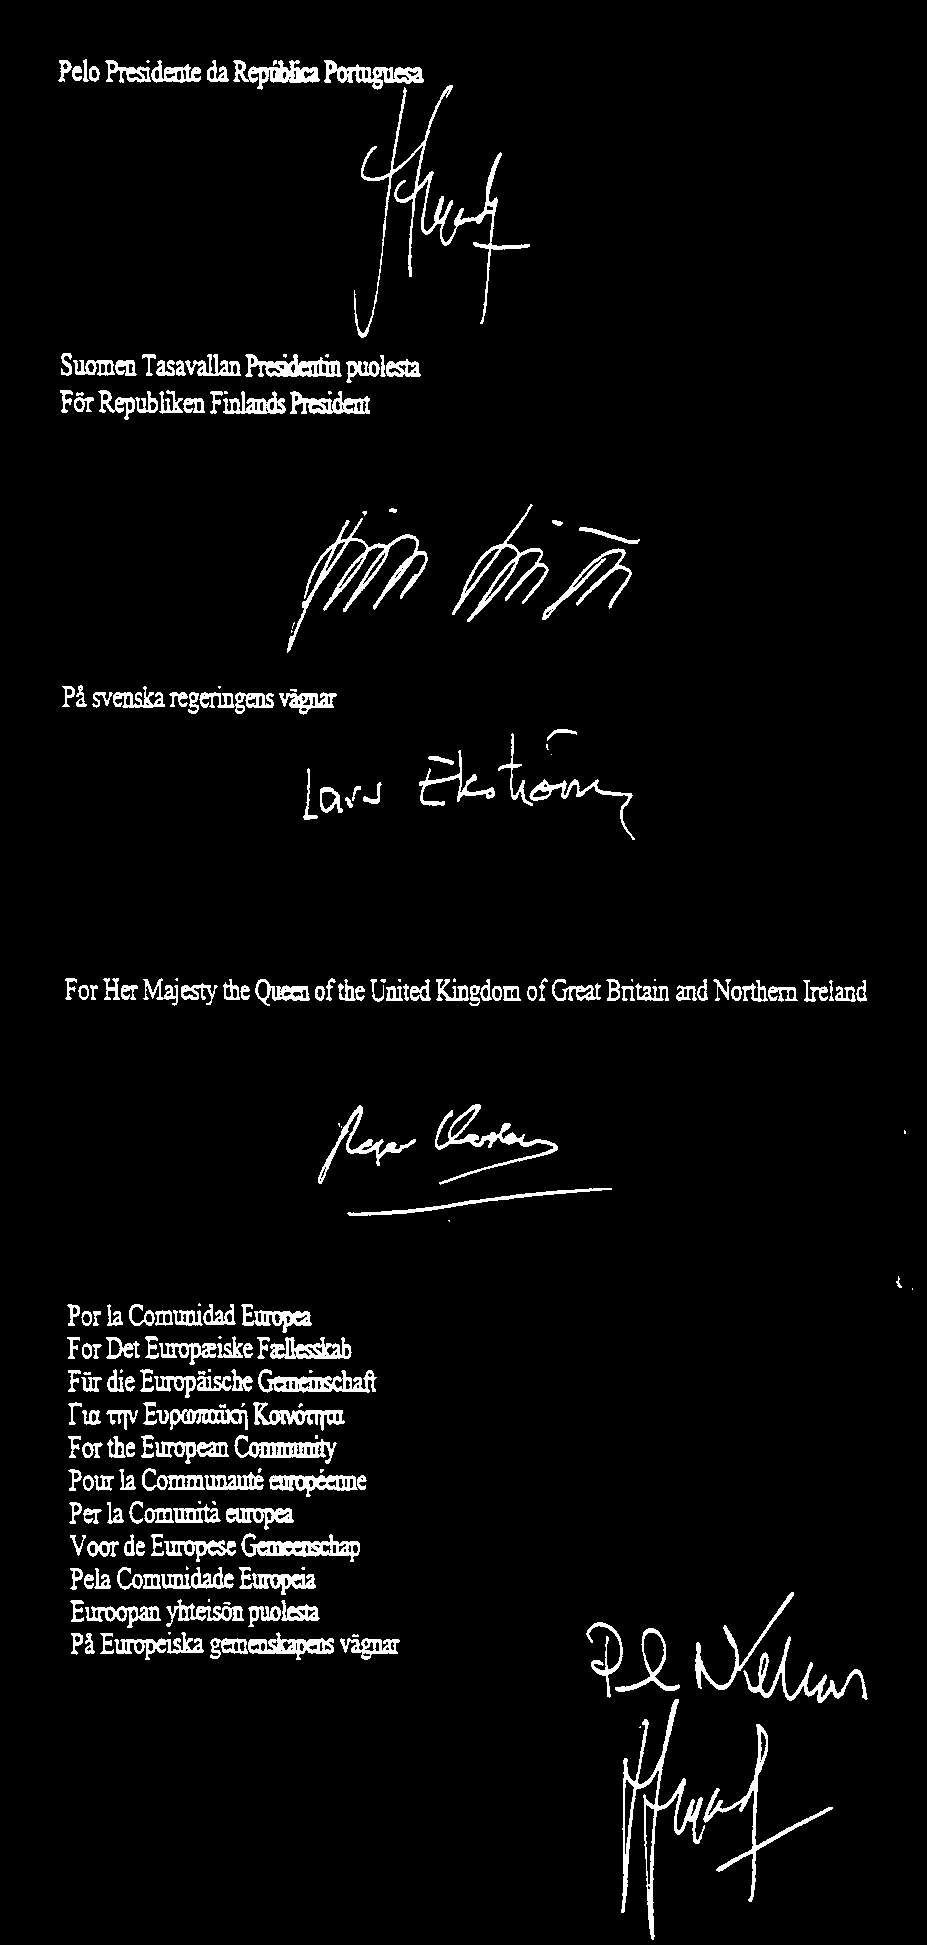 Pelo Presidente da República Portuguesa
Suomen Tasavallan Presidentin puolesta
För Republiken Finlands President
På svenska regeringens vägnar
Lars Ekström
For Her Majesty the Queen of the United Kingdom of Great Britain and Northern Ireland
Por la Comunidad Europea
For Det Europæiske Fællesskab
Für die Europäische Gemeinschaft
Για την Ευρωπαϊκή Κοινότητα
For the European Community
Pour la Communauté européenne
Per la Comunità europea
Voor de Europese Gemeenschap
Pela Comunidade Europeia
Euroopan yhteisön puolesta
På Europeiska gemenskapens vägnar